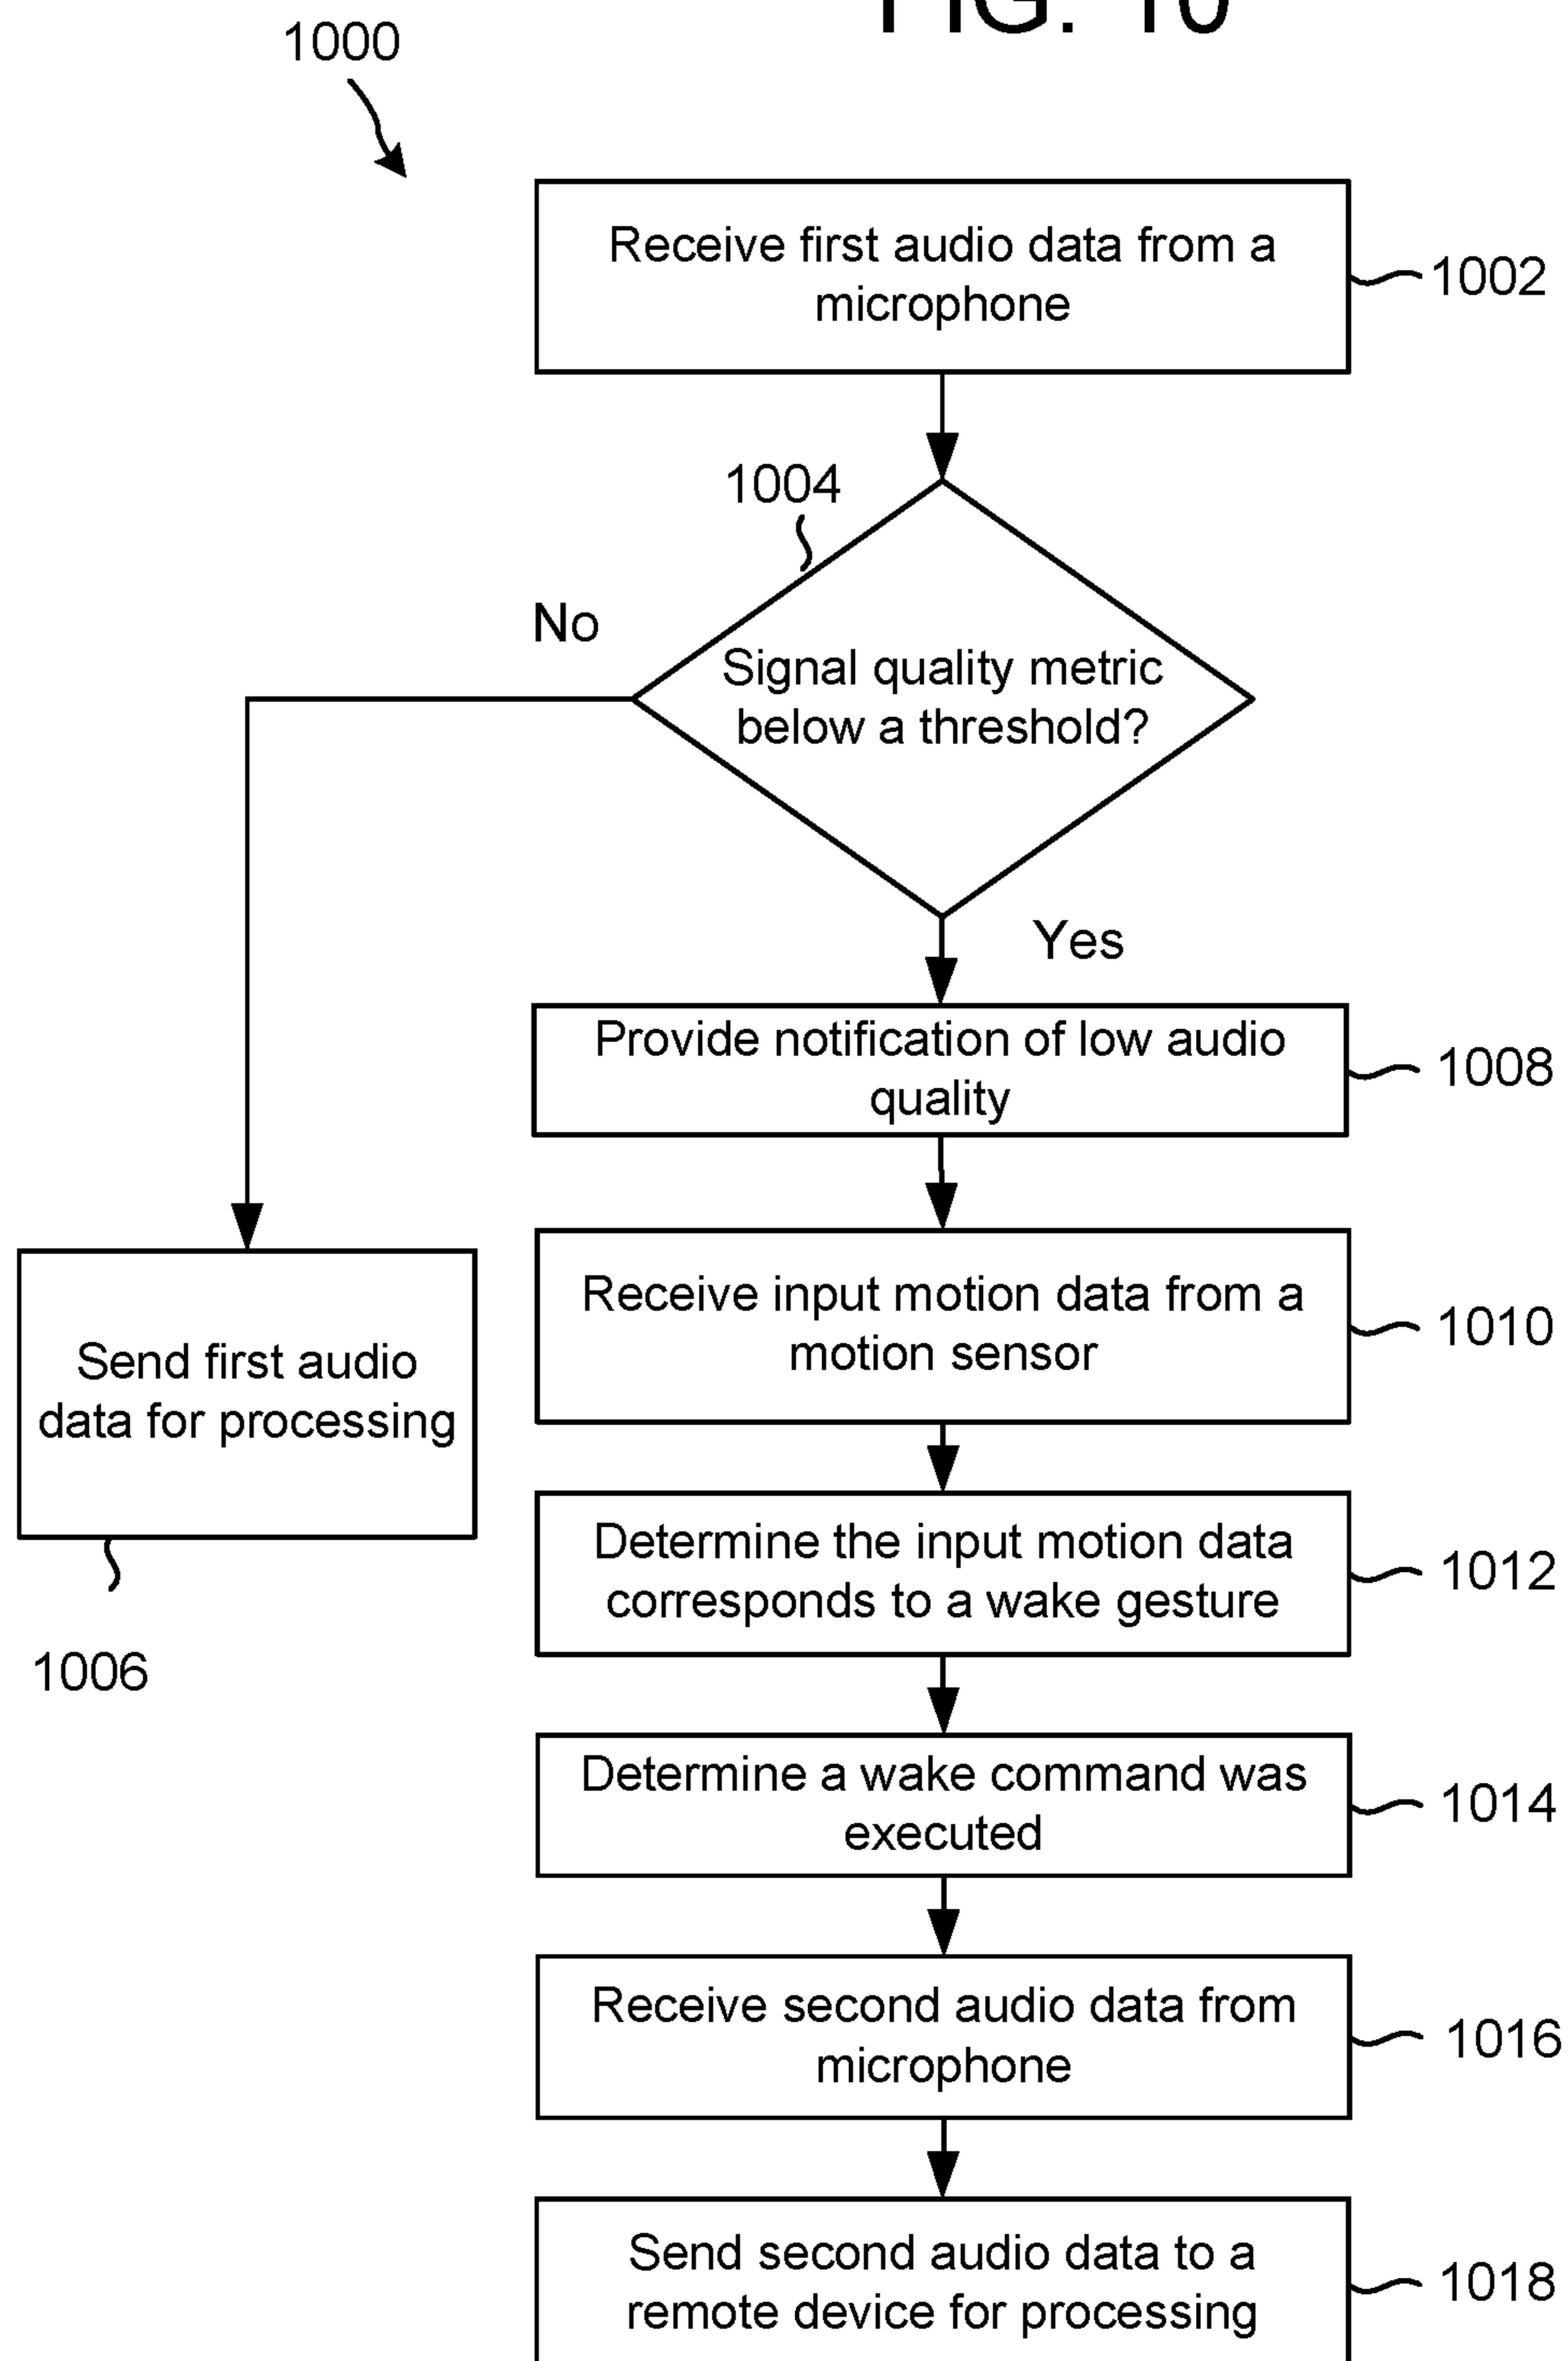 FIG. 10
1000
Receive first audio data from a
microphone
1002
1004
No
Signal quality metric
below a threshold?
Yes
Provide notification of low audio
quality
1008
Receive input motion data from a
motion sensor
1010
Send first audio
data for processing
1006
Determine the input motion data
corresponds to a wake gesture
1012
Determine a wake command was
executed
1014
Receive second audio data from
microphone
1016
Send second audio data to a
remote device for processing
1018